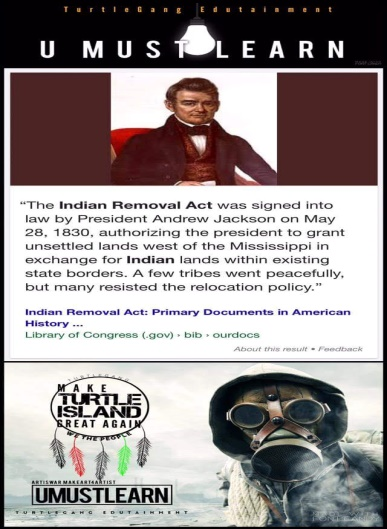 TurtleGang Edutainment
U MUST LEARN
“The Indian Removal Act was signed into
law by President Andrew Jackson on May
28, 1830, authorizing the president to grant
unsettled lands west of the Mississippi in
exchange for Indian lands within existing
state borders. A few tribes went peacefully,
but many resisted the relocation policy.”
Indian Removal Act: Primary Documents in American
History ...
Library of Congress (.gov) › bib › ourdocs
About this result • Feedback
TURTLEGANG
MAKE
TURTLE
ISLAND
GREAT AGAIN
WE THE PEOPLE
ARTISWAR.MAKEARTARTIST
UMUSTLEARN
TURTLEGANG EDUTAINMENT